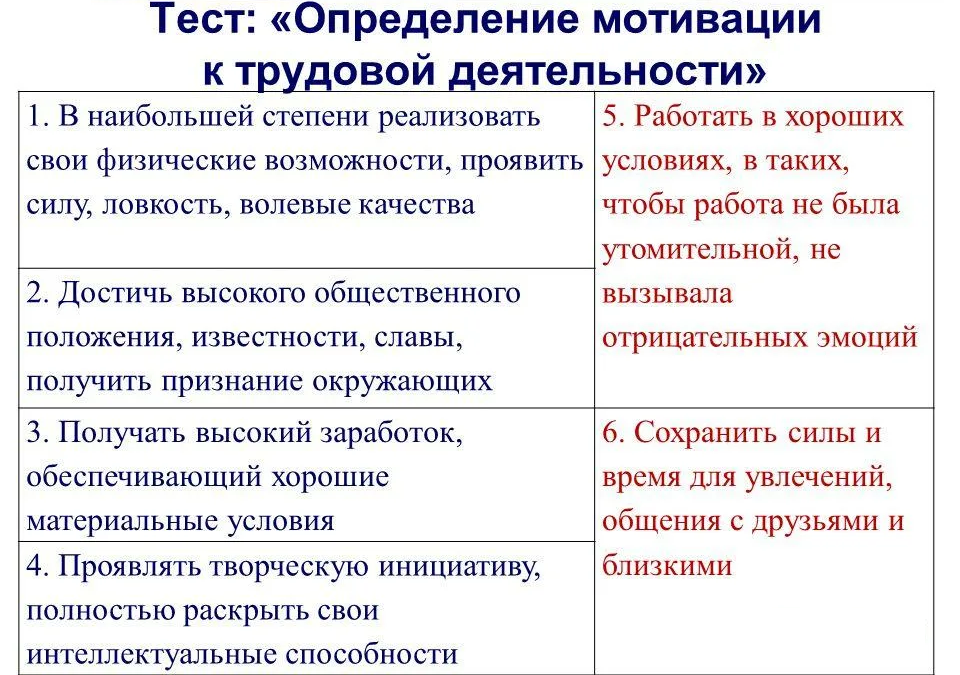 Тест: «Определение мотивации
к трудовой деятельности»
1. В наибольшей степени реализовать
свои физические возможности, проявить
силу, ловкость, волевые качества
2. Достичь высокого общественного
положения, известности, славы,
получить признание окружающих
3. Получать высокий заработок,
обеспечивающий хорошие
материальные условия
4. Проявлять творческую инициативу,
полностью раскрыть свои
интеллектуальные способности
5. Работать в хороших
условиях, в таких,
чтобы работа не была
утомительной, не
вызывала
отрицательных эмоций
6. Сохранить силы и
время для увлечений,
общения с друзьями и
близкими